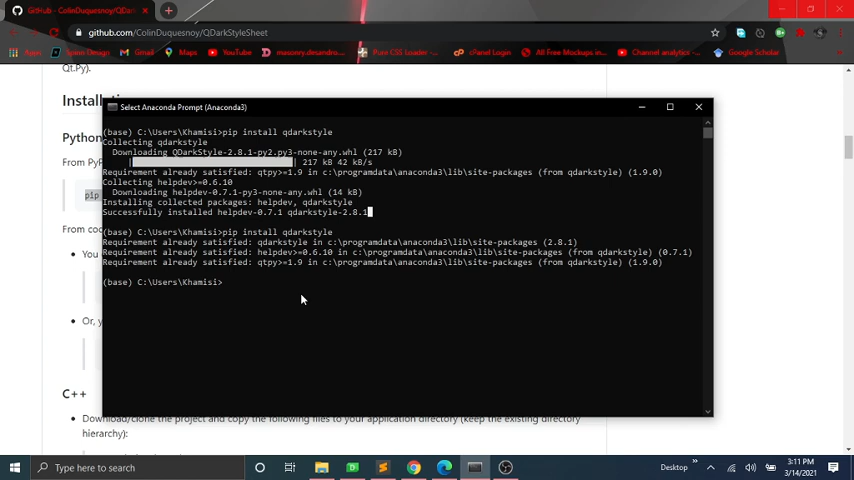 GitHub - ColinDuquesnoy/QDarkS
github.com/ColinDuquesnoy/QDarkStyleSheet
Apps
Gmail
Maps
YouTube
masonry.desandro....
Pure CSS Loader -...
cPanel Login
All Free Mockups in...
Channel analytics -...
Google Scholar
Qt.Py).
Installa
Select Anaconda Prompt (Anaconda3)
Python
(base) C:\Users\Khamisi>pip install qdarkstyle
Collecting qdarkstyle
Downloading QDarkStyle-2.8.1-py2.py3-none-any.whl (217 kB)
From PyP
| | 217 kB 42 kB/s
Requirement already satisfied: qtpy>=1.9 in c:\programdata\anaconda3\lib\site-packages (from qdarkstyle) (1.9.0)
Collecting helpdev>=0.6.10
Downloading helpdev-0.7.1-py3-none-any.whl (14 kB)
pip
Installing collected packages: helpdev, qdarkstyle
Successfully installed helpdev-0.7.1 qdarkstyle-2.8.1
From coc
(base) C:\Users\Khamisi>pip install qdarkstyle
Requirement already satisfied: qdarkstyle in c:\programdata\anaconda3\lib\site-packages (2.8.1)
• You
Requirement already satisfied: helpdev>=0.6.10 in c:\programdata\anaconda3\lib\site-packages (from qdarkstyle) (0.7.1)
Requirement already satisfied: qtpy>=1.9 in c:\programdata\anaconda3\lib\site-packages (from qdarkstyle) (1.9.0)
(base) C:\Users\Khamisi>
• Or, y
C++
• Download/clone the project and copy the following files to your application directory (keep the existing directory
hierarchy):
Type here to search
Desktop
3:11 PM
3/14/2021